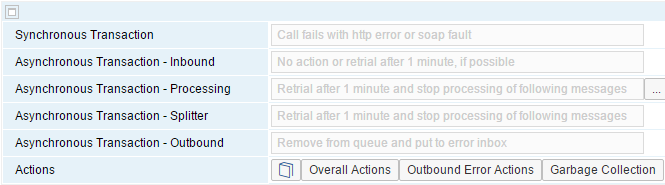 Synchronous Transaction Call fails with http error or soap fault
Asynchronous Transaction - Inbound No action or retrial after 1 minute, if possible
Asynchronous Transaction - Processing Retrial after 1 minute and stop processing of following messages ...
Asynchronous Transaction - Splitter Retrial after 1 minute and stop processing of following messages
Asynchronous Transaction - Outbound Remove from queue and put to error inbox
Actions Overall Actions Outbound Error Actions Garbage Collection